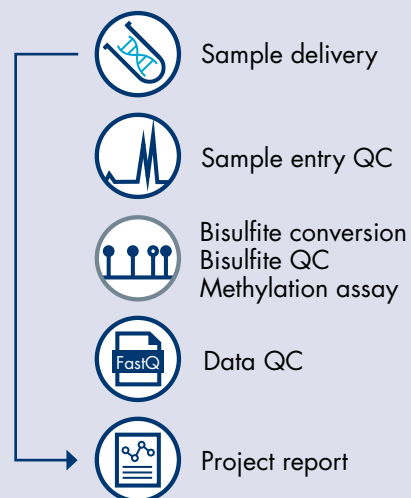 Sample delivery
Sample entry QC
Bisulfite conversion
Bisulfite QC
Methylation assay
FastQ
Data QC
Project report